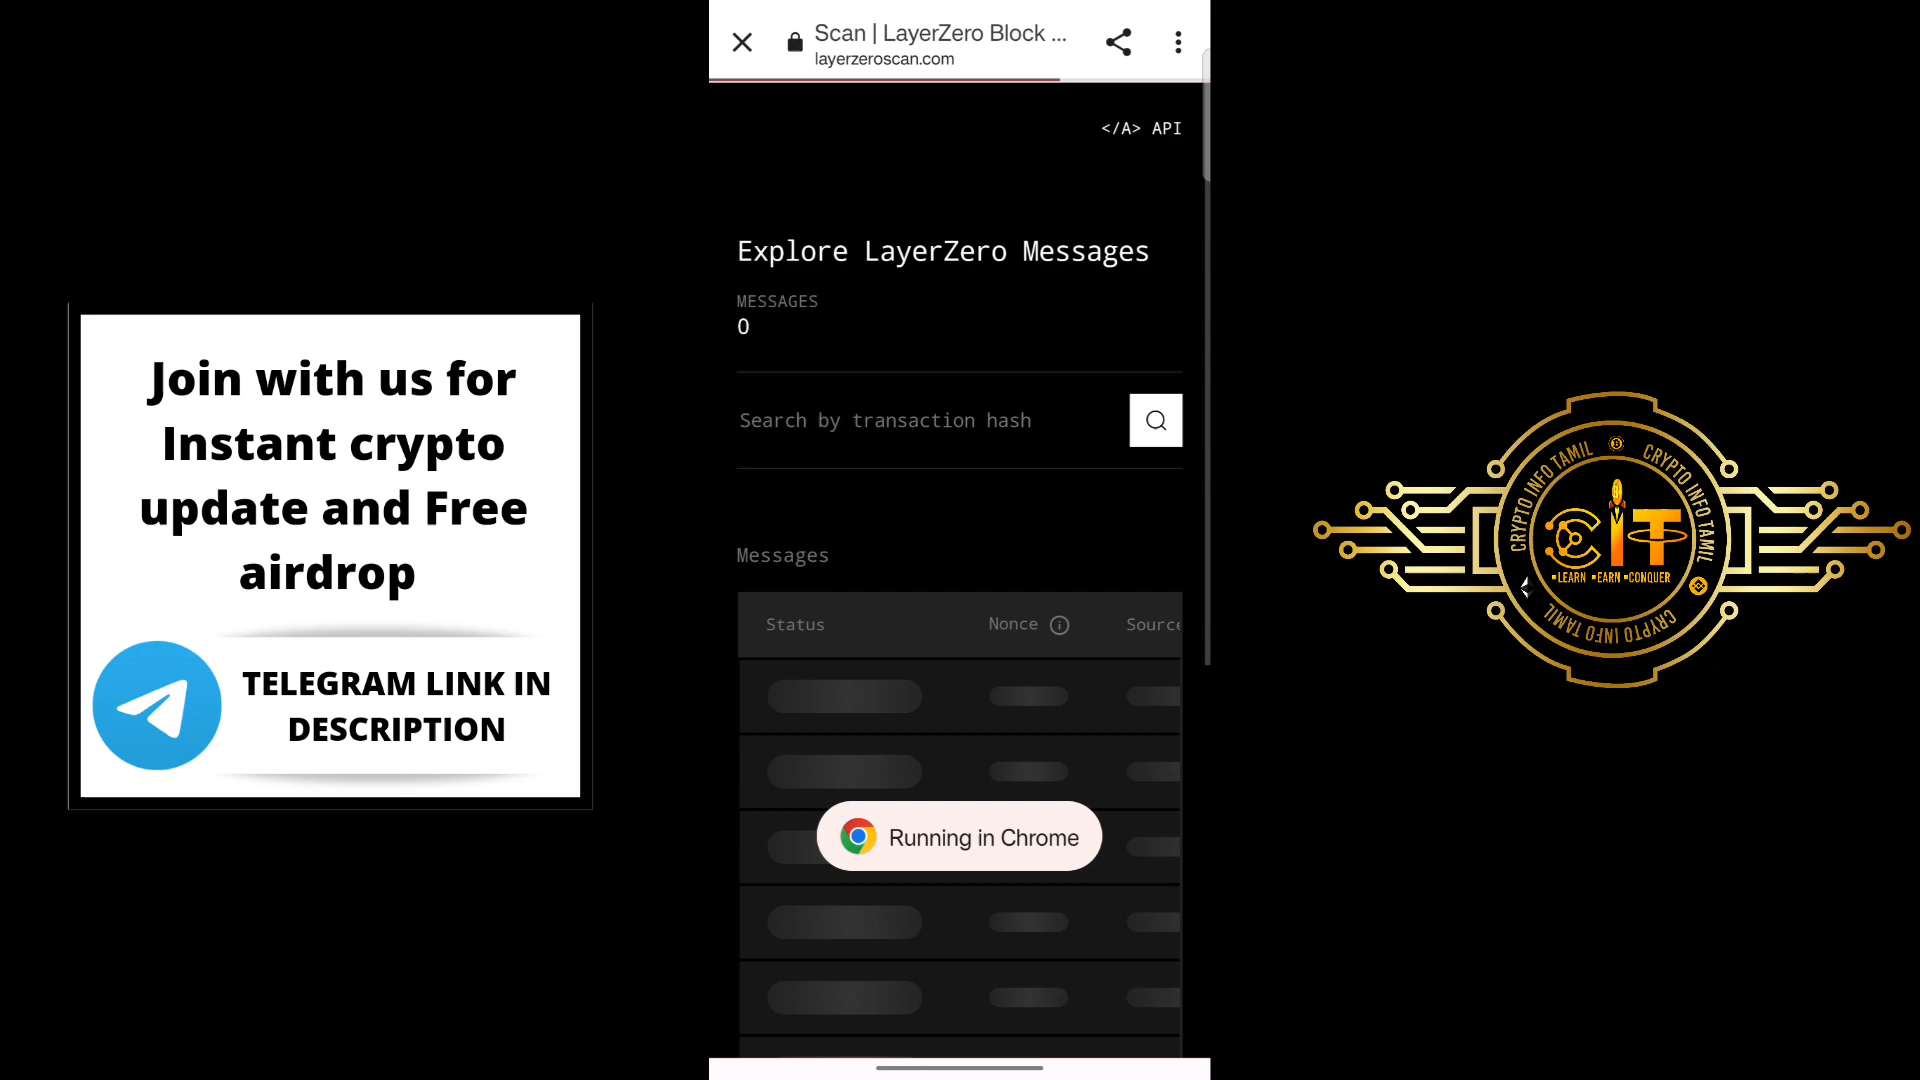 Join with us for
Instant crypto
update and Free
airdrop
TELEGRAM LINK IN
DESCRIPTION
Scan | LayerZero Block ...
layerzeroscan.com
</A> API
Explore LayerZero Messages
MESSAGES
0
Search by transaction hash
Messages
Status Nonce Source
Running in Chrome
CRYPTO INFO TAMIL
CRYPTO INFO TAMIL
CIT
▪LEARN ▪EARN ▪CONQUER
CRYPTO INFO TAMIL